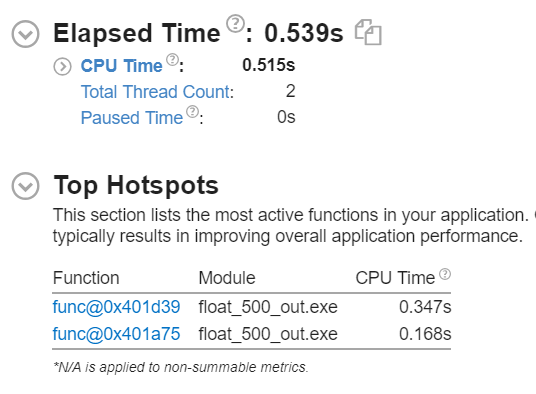 Elapsed Time ?: 0.539s
CPU Time ?: 0.515s
Total Thread Count: 2
Paused Time ?: 0s
Top Hotspots
This section lists the most active functions in your application.
typically results in improving overall application performance.
Function Module CPU Time ?
func@0x401d39 float_500_out.exe 0.347s
func@0x401a75 float_500_out.exe 0.168s
*N/A is applied to non-summable metrics.